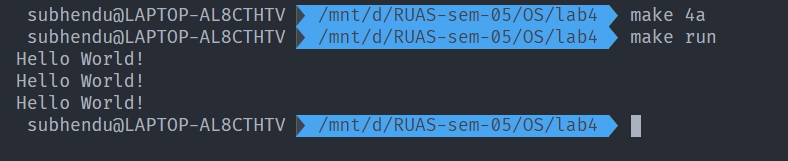 subhendu@LAPTOP-AL8CTHTV /mnt/d/RUAS-sem-05/OS/lab4 make 4a
subhendu@LAPTOP-AL8CTHTV /mnt/d/RUAS-sem-05/OS/lab4 make run
Hello World!
Hello World!
Hello World!
subhendu@LAPTOP-AL8CTHTV /mnt/d/RUAS-sem-05/OS/lab4